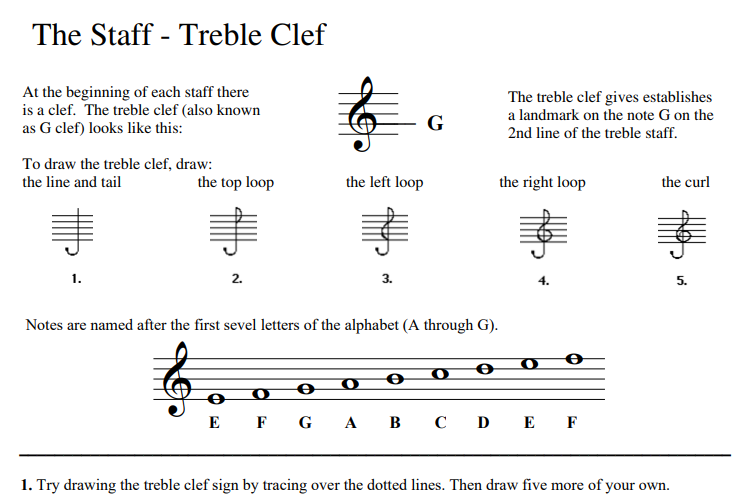 The Staff - Treble Clef
At the beginning of each staff there
is a clef. The treble clef (also known
as G clef) looks like this:
G
The treble clef gives establishes
a landmark on the note G on the
2nd line of the treble staff.
To draw the treble clef, draw:
the line and tail the top loop the left loop the right loop the curl
1. 2. 3. 4. 5.
Notes are named after the first sevel letters of the alphabet (A through G).
E F G A B C D E F
1. Try drawing the treble clef sign by tracing over the dotted lines. Then draw five more of your own.